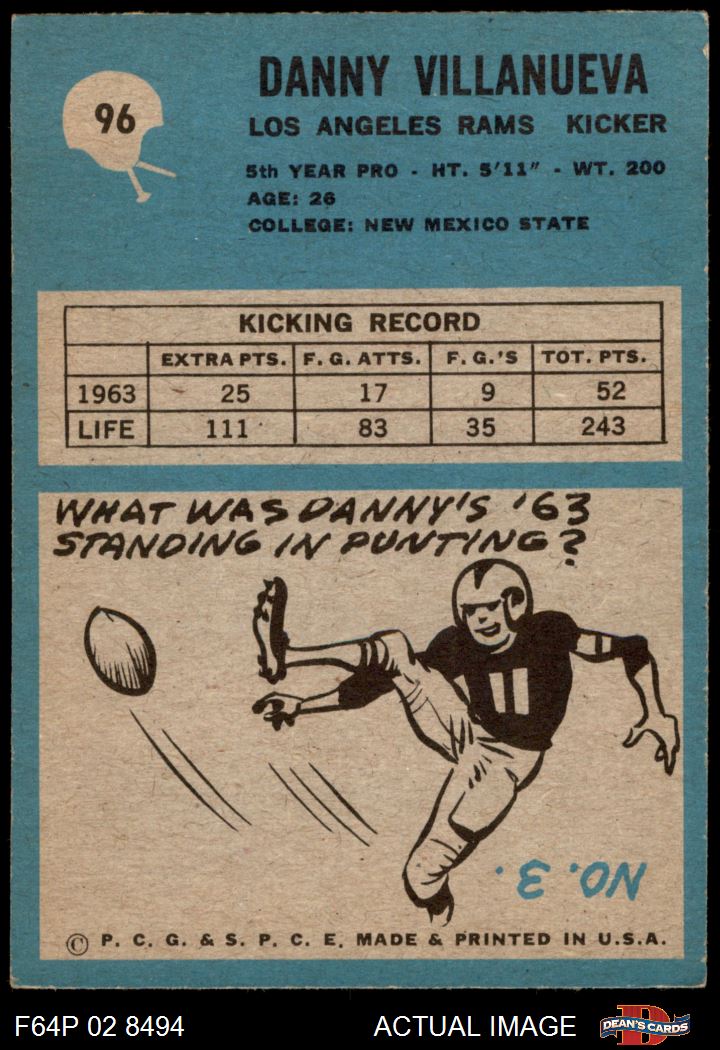 96
DANNY VILLANUEVA
LOS ANGELES RAMS KICKER
5th YEAR PRO - HT. 5'11" - WT. 200
AGE: 26
COLLEGE: NEW MEXICO STATE
KICKING RECORD
EXTRA PTS. F. G. ATTS. F. G.'S TOT. PTS.
1963 25 17 9 52
LIFE 111 83 35 243
WHAT WAS DANNY'S '63
STANDING IN PUNTING?
11
NO. 3.
© P. C. G. & S. P. C. E. MADE & PRINTED IN U.S.A.
F64P 02 8494 ACTUAL IMAGE D DEAN'S CARDS